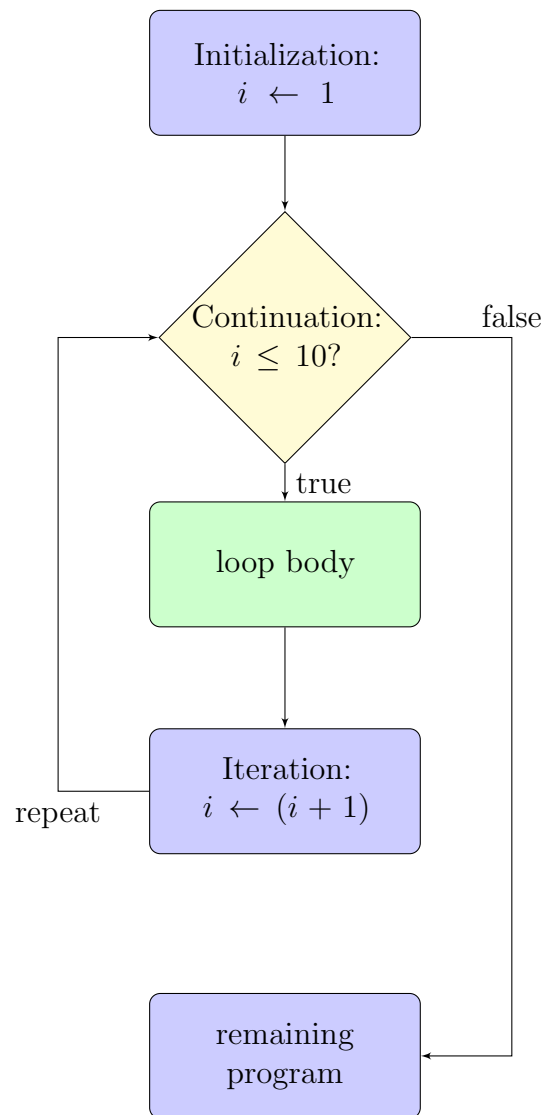 Initialization:
i ← 1
Continuation:
i ≤ 10?
false
true
loop body
Iteration:
i ← (i + 1)
repeat
remaining
program